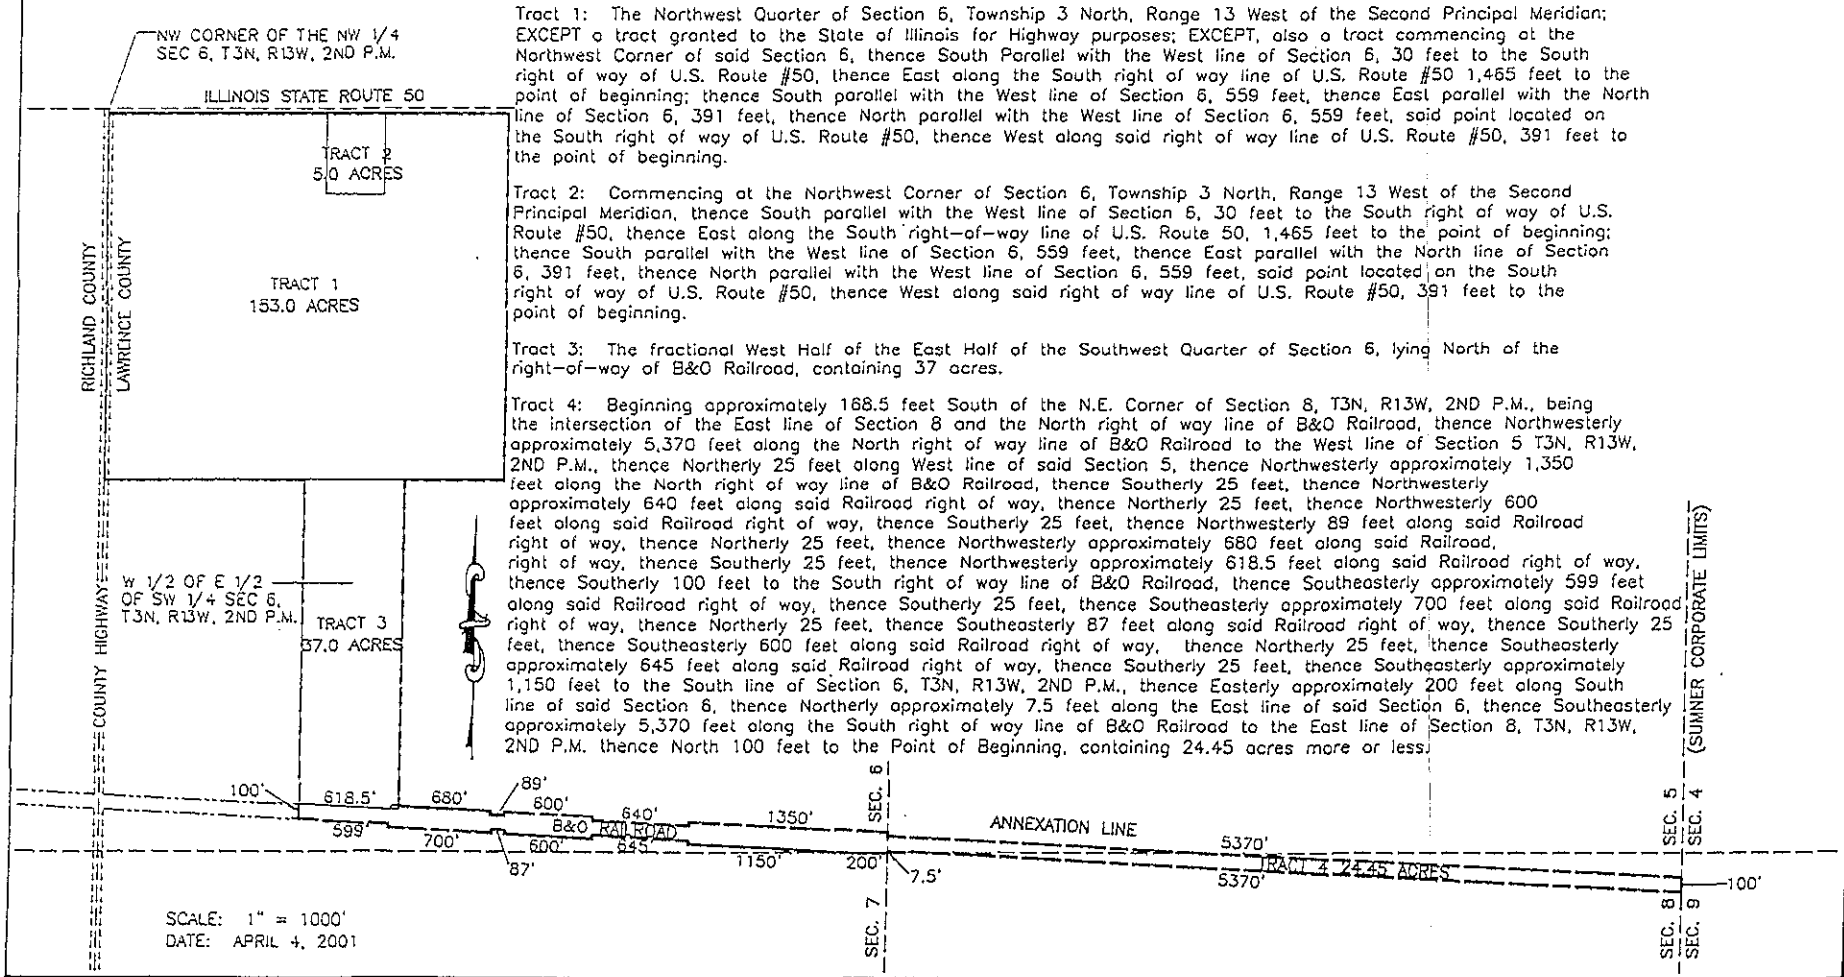 NW CORNER OF THE NW 1/4
SEC 6, T3N, R13W, 2ND P.M.
ILLINOIS STATE ROUTE 50
TRACT 2
5.0 ACRES
TRACT 1
153.0 ACRES
RICHLAND COUNTY
LAWRENCE COUNTY
Tract 1: The Northwest Quarter of Section 6, Township 3 North, Range 13 West of the Second Principal Meridian;
EXCEPT a tract granted to the State of Illinois for Highway purposes; EXCEPT, also a tract commencing at the
Northwest Corner of said Section 6, thence South Parallel with the West line of Section 6, 30 feet to the South
right of way of U.S. Route #50, thence East along the South right of way line of U.S. Route #50 1,465 feet to the
point of beginning; thence South parallel with the West line of Section 6, 559 feet, thence East parallel with the North
line of Section 6, 391 feet, thence North parallel with the West line of Section 6, 559 feet, said point located on
the South right of way of U.S. Route #50, thence West along said right of way line of U.S. Route #50, 391 feet to
the point of beginning.
Tract 2: Commencing at the Northwest Corner of Section 6, Township 3 North, Range 13 West of the Second
Principal Meridian, thence South parallel with the West line of Section 6, 30 feet to the South right of way of U.S.
Route #50, thence East along the South right-of-way line of U.S. Route 50, 1,465 feet to the point of beginning;
thence South parallel with the West line of Section 6, 559 feet, thence East parallel with the North line of Section
6, 391 feet, thence North parallel with the West line of Section 6, 559 feet, said point located on the South
right of way of U.S. Route #50, thence West along said right of way line of U.S. Route #50, 391 feet to the
point of beginning.
Tract 3: The fractional West Half of the East Half of the Southwest Quarter of Section 6, lying North of the
right-of-way of B&O Railroad, containing 37 acres.
Tract 4: Beginning approximately 168.5 feet South of the N.E. Corner of Section 8, T3N, R13W, 2ND P.M., being
the intersection of the East line of Section 8 and the North right of way line of B&O Railroad, thence Northwesterly
approximately 5,370 feet along the North right of way line of B&O Railroad to the West line of Section 5 T3N, R13W,
2ND P.M., thence Northerly 25 feet along West line of said Section 5, thence Northwesterly approximately 1,350
feet along the North right of way line of B&O Railroad, thence Southerly 25 feet, thence Northwesterly
approximately 640 feet along said Railroad right of way, thence Northerly 25 feet, thence Northwesterly 600
feet along said Railroad right of way, thence Southerly 25 feet, thence Northwesterly 89 feet along said Railroad
right of way, thence Northerly 25 feet, thence Northwesterly approximately 680 feet along said Railroad,
right of way, thence Southerly 25 feet, thence Northwesterly approximately 618.5 feet along said Railroad right of way,
thence Southerly 100 feet to the South right of way line of B&O Railroad, thence Southeasterly approximately 599 feet
along said Railroad right of way, thence Southerly 25 feet, thence Southeasterly approximately 700 feet along said Railroad
right of way, thence Northerly 25 feet, thence Southeasterly 87 feet along said Railroad right of way, thence Southerly 25
feet, thence Southeasterly 600 feet along said Railroad right of way, thence Northerly 25 feet, thence Southeasterly
approximately 645 feet along said Railroad right of way, thence Southerly 25 feet, thence Southeasterly approximately
1,150 feet to the South line of Section 6, T3N, R13W, 2ND P.M., thence Easterly approximately 200 feet along South
line of said Section 6, thence Northerly approximately 7.5 feet along the East line of said Section 6, thence Southeasterly
approximately 5,370 feet along the South right of way line of B&O Railroad to the East line of Section 8, T3N, R13W,
2ND P.M. thence North 100 feet to the Point of Beginning, containing 24.45 acres more or less.
W 1/2 OF E 1/2
OF SW 1/4 SEC 6,
T3N, R13W, 2ND P.M.
TRACT 3
37.0 ACRES
COUNTY HIGHWAY
(SUMNER CORPORATE LIMITS)
100'
618.5'
680'
89'
600'
640'
1350'
SEC. 6
ANNEXATION LINE
5370'
SEC. 5
SEC. 4
599'
700'
B&O RAILROAD
87'
600'
645'
1150'
200'
7.5'
5370'
TRACT 4 24.45 ACRES
100'
SEC. 7
SEC. 8
SEC. 9
SCALE: 1" = 1000'
DATE: APRIL 4, 2001